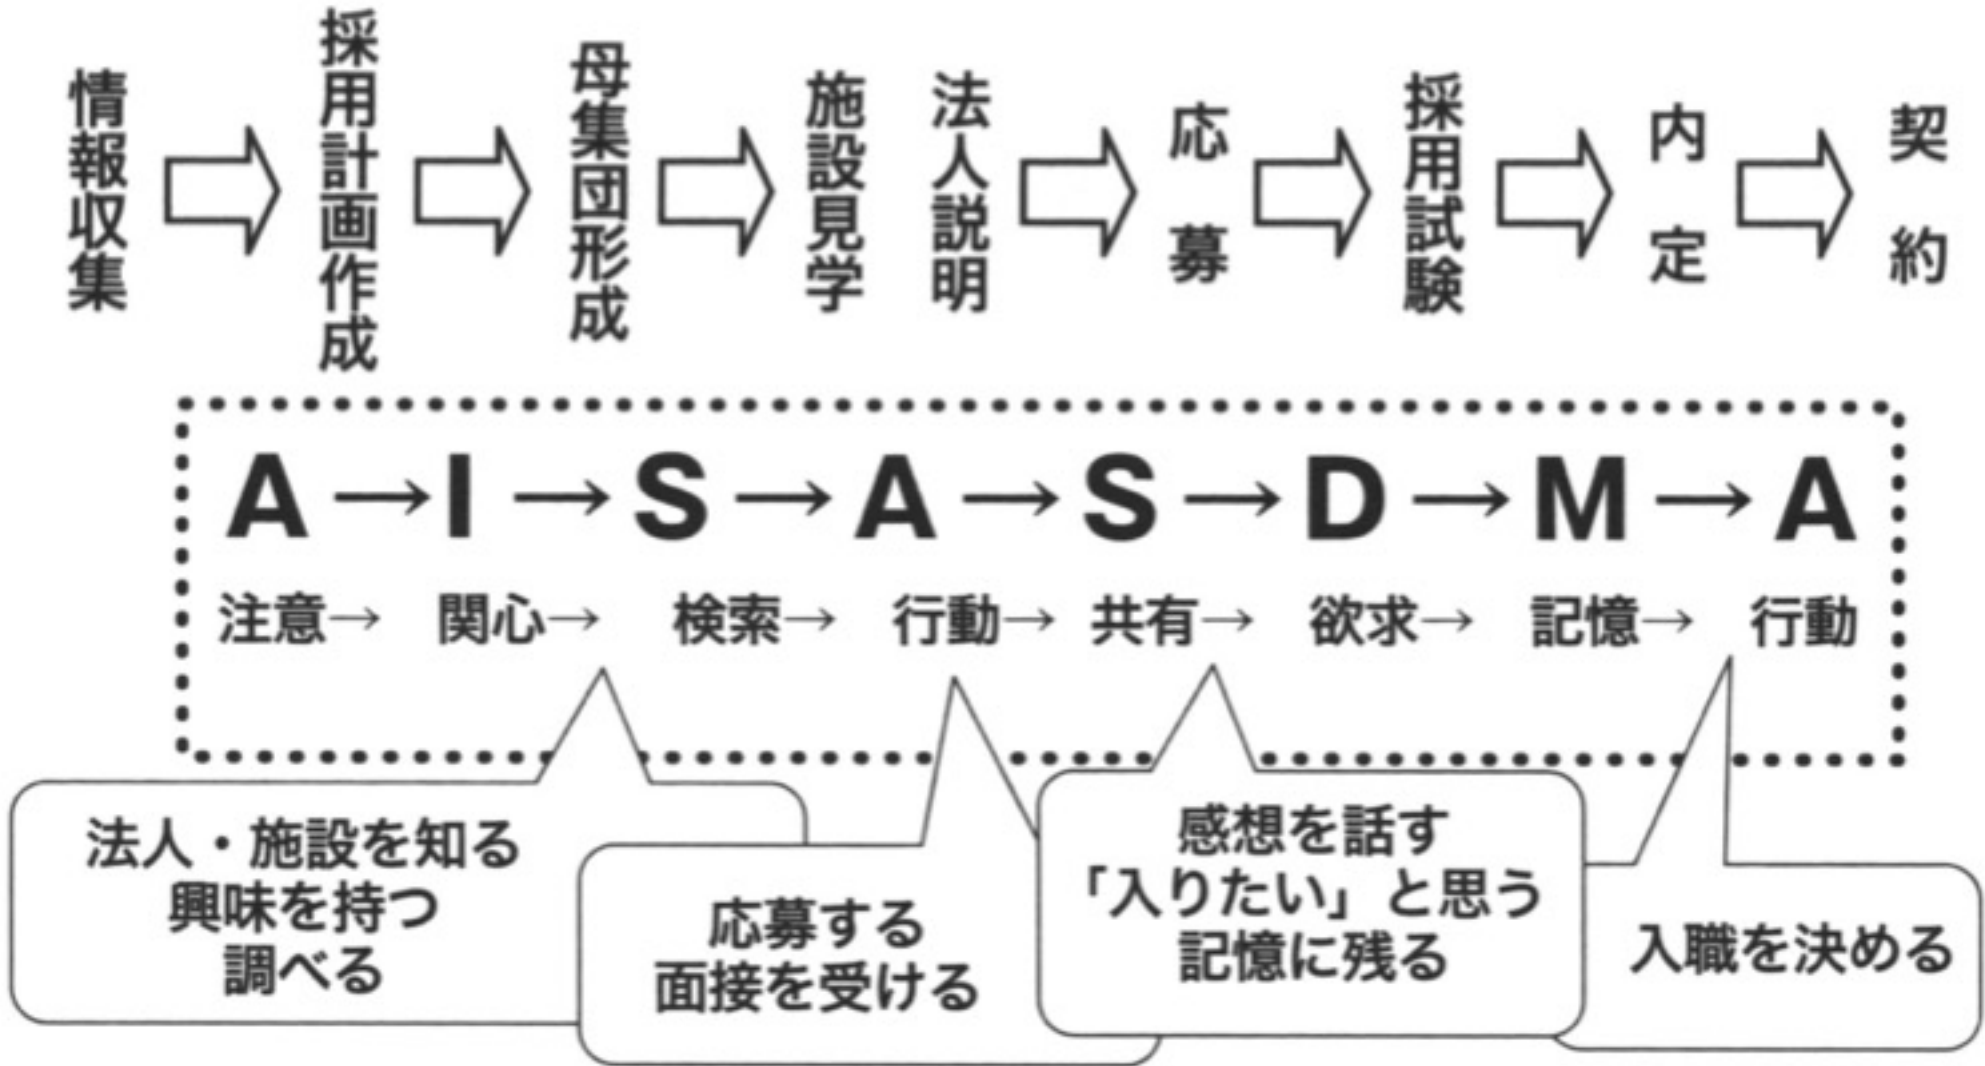 情報収集
採用計画作成
母集団形成
施設見学
法人説明
応募
採用試験
内定
契約
A→I→S→A→S→D→M→A
注意→ 関心→ 検索→ 行動→ 共有→ 欲求→ 記憶→ 行動
法人・施設を知る
興味を持つ
調べる
応募する
面接を受ける
感想を話す
「入りたい」と思う
記憶に残る
入職を決める